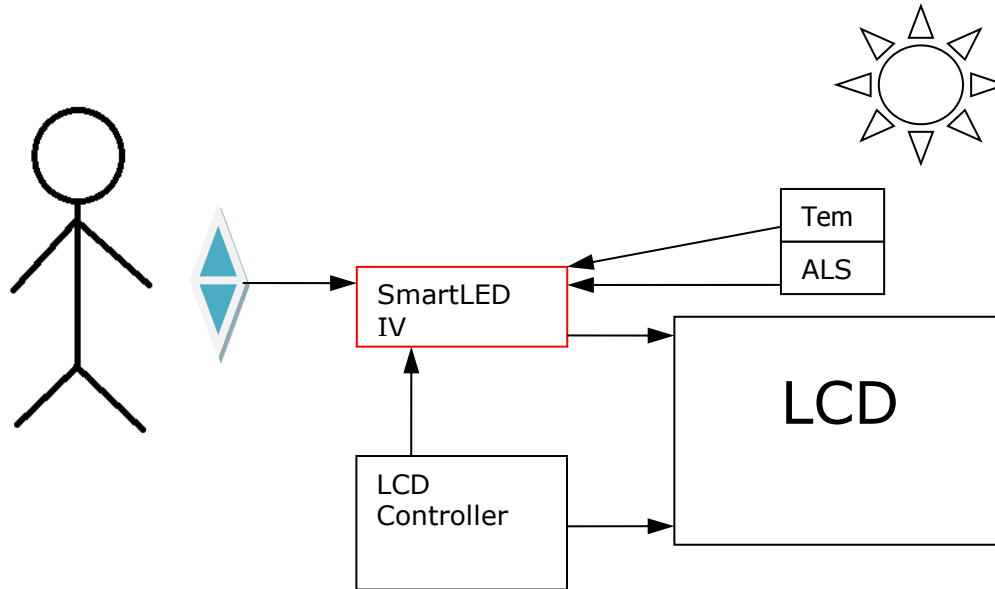 Tem
ALS
SmartLED
IV
LCD
LCD
Controller